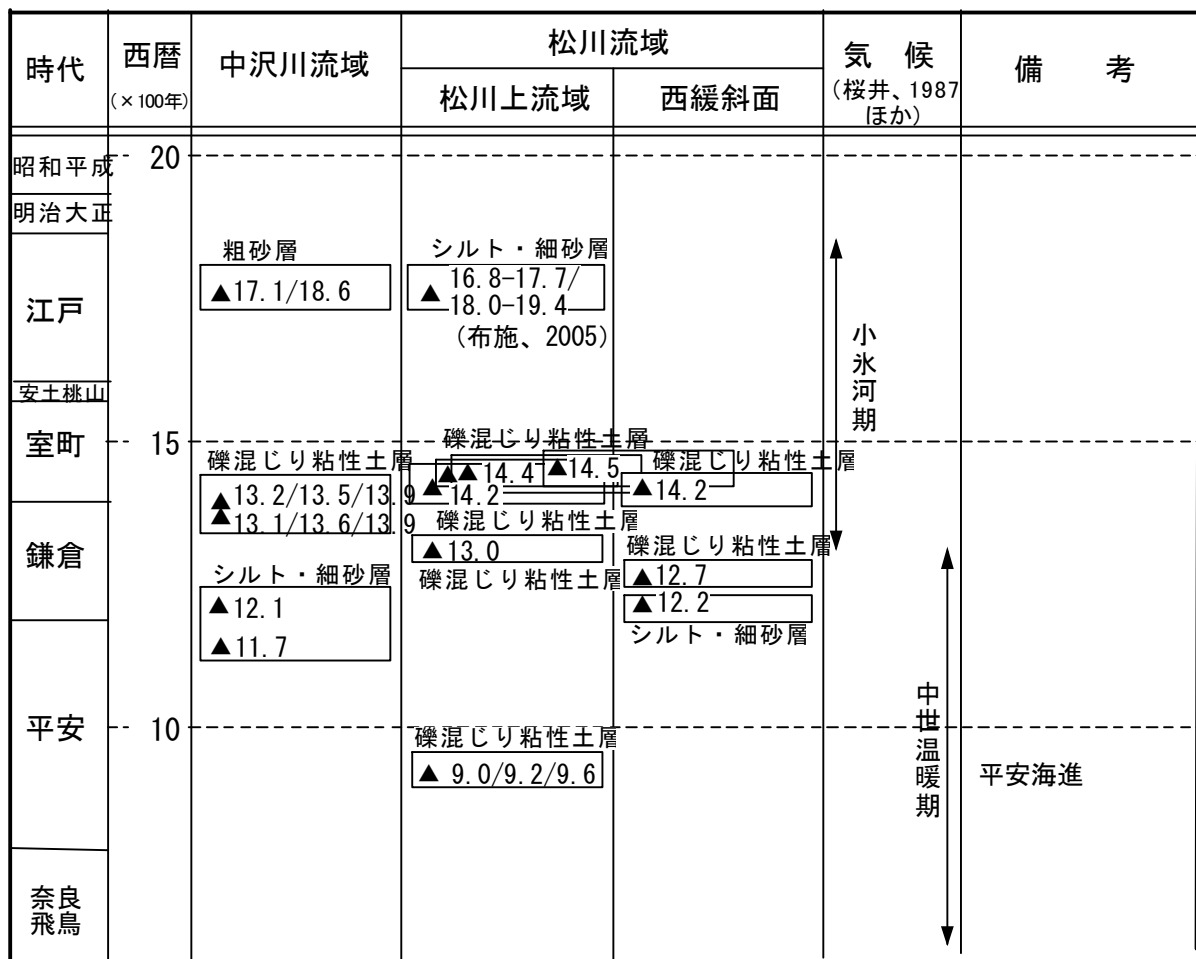 時代
西暦
(×100年)
中沢川流域
松川流域
松川上流域
西緩斜面
気 候
(桜井、1987
ほか)
備 考
昭和平成
20
明治大正
江戸
粗砂層
▲17.1/18.6
シルト・細砂層
▲16.8-17.7/
18.0-19.4
(布施、2005)
小氷河期
安土桃山
室町
15
礫混じり粘性土層
▲13.2/13.5/13.9
▲13.1/13.6/13.9
礫混じり粘性土層
▲▲14.4
▲14.5
▲14.2
礫混じり粘性土層
▲14.2
鎌倉
礫混じり粘性土層
▲13.0
礫混じり粘性土層
礫混じり粘性土層
▲12.7
▲12.2
シルト・細砂層
シルト・細砂層
▲12.1
▲11.7
平安
10
礫混じり粘性土層
▲ 9.0/9.2/9.6
中世温暖期
平安海進
奈良
飛鳥